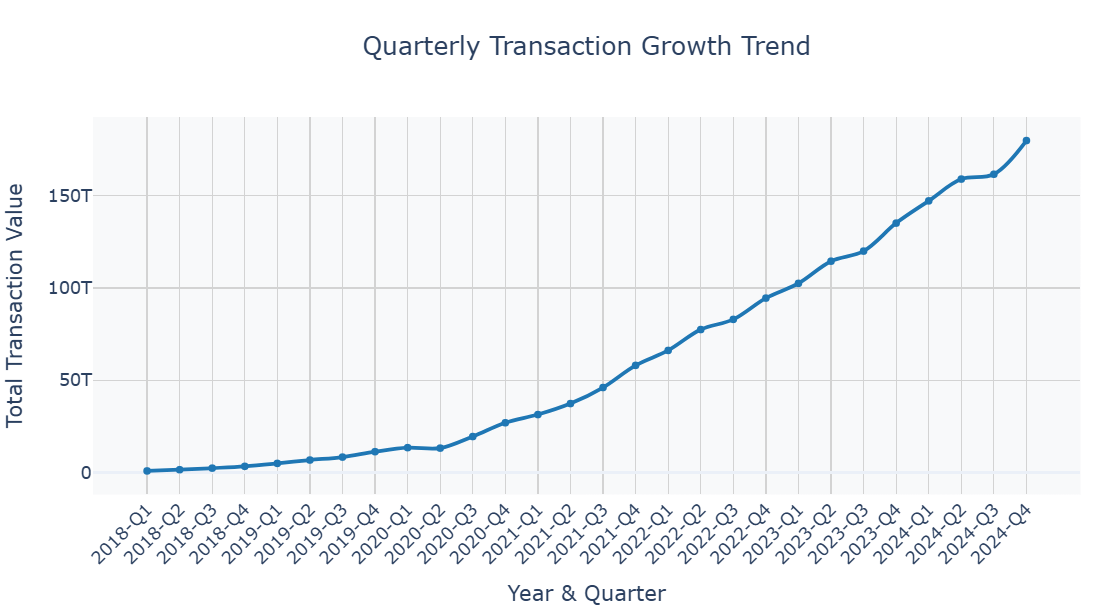 Quarterly Transaction Growth Trend
Total Transaction Value
150T
100T
50T
0
2018-Q1
2018-Q2
2018-Q3
2018-Q4
2019-Q1
2019-Q2
2019-Q3
2019-Q4
2020-Q1
2020-Q2
2020-Q3
2020-Q4
2021-Q1
2021-Q2
2021-Q3
2021-Q4
2022-Q1
2022-Q2
2022-Q3
2022-Q4
2023-Q1
2023-Q2
2023-Q3
2023-Q4
2024-Q1
2024-Q2
2024-Q3
2024-Q4
Year & Quarter